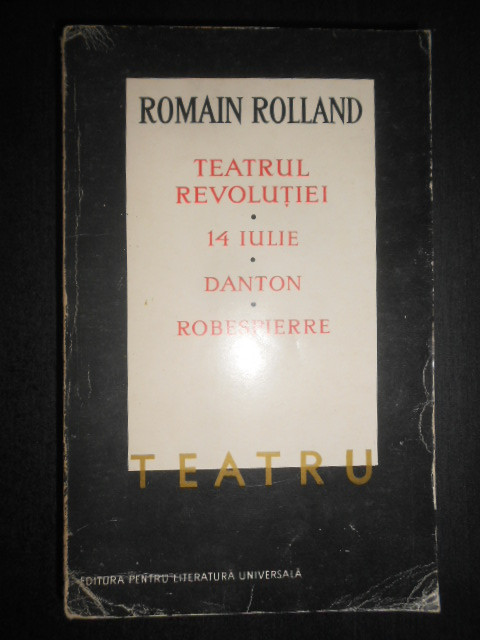 ROMAIN ROLLAND
TEATRUL
REVOLUȚIEI
•
14 IULIE
•
DANTON
•
ROBESPIERRE
TEATRU
EDITURA PENTRU LITERATURĂ UNIVERSALĂ